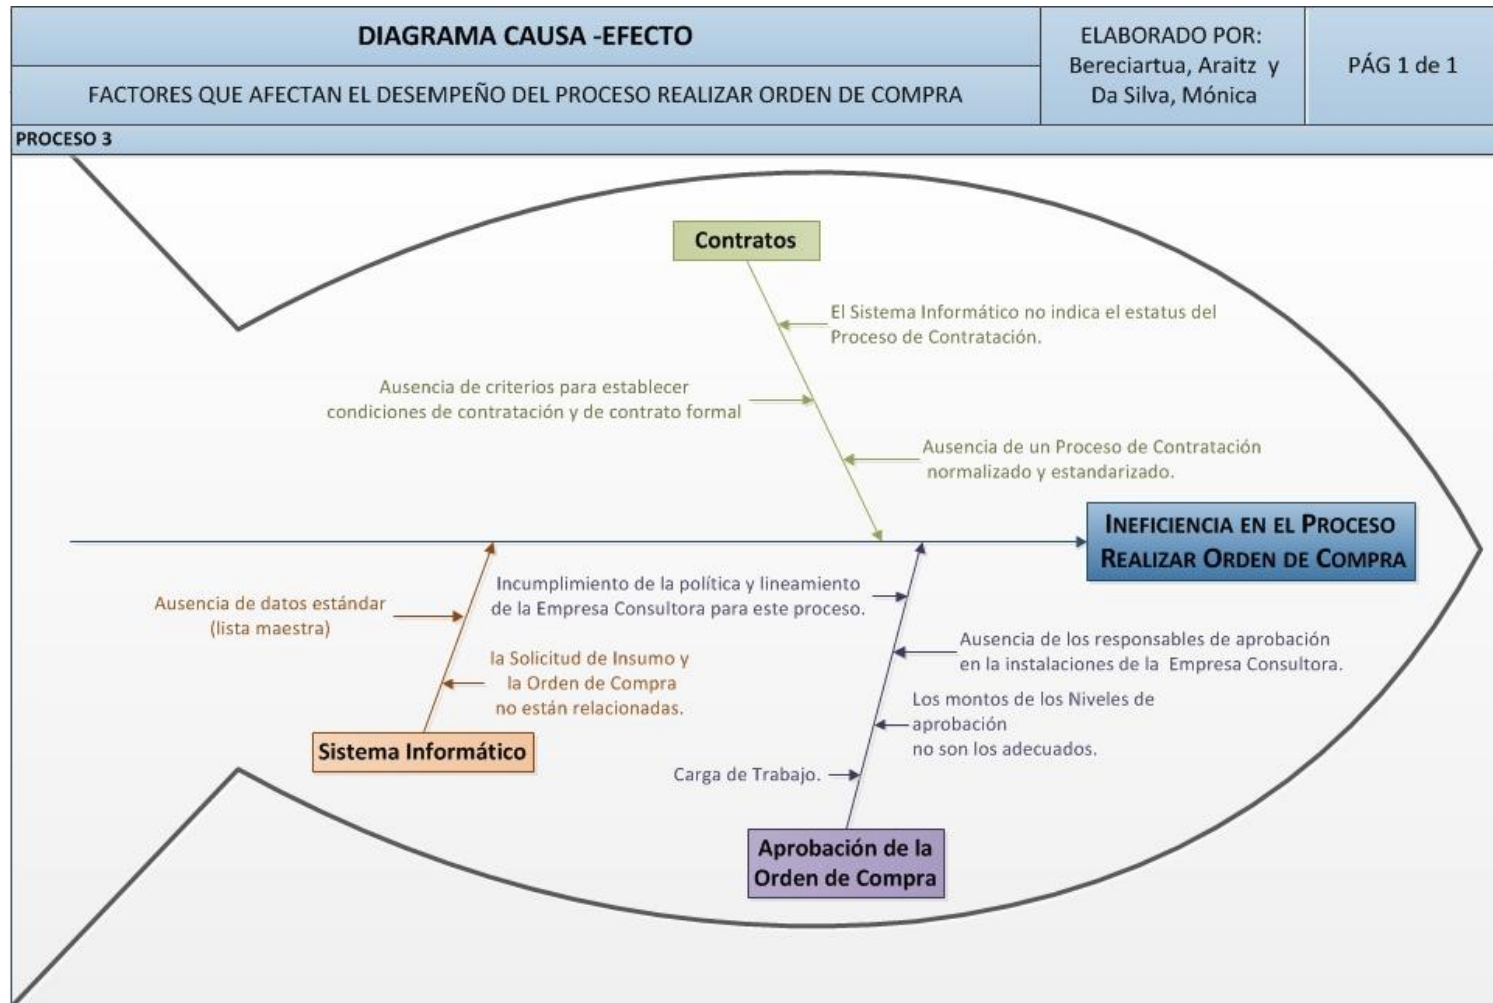 DIAGRAMA CAUSA -EFECTO
FACTORES QUE AFECTAN EL DESEMPEÑO DEL PROCESO REALIZAR ORDEN DE COMPRA
ELABORADO POR:
Bereciartua, Araitz y
Da Silva, Mónica
PÁG 1 de 1
PROCESO 3
Contratos
El Sistema Informático no indica el estatus del
Proceso de Contratación.
Ausencia de criterios para establecer
condiciones de contratación y de contrato formal
Ausencia de un Proceso de Contratación
normalizado y estandarizado.
INEFICIENCIA EN EL PROCESO
REALIZAR ORDEN DE COMPRA
Ausencia de datos estándar
(lista maestra)
la Solicitud de Insumo y
la Orden de Compra
no están relacionadas.
Sistema Informático
Incumplimiento de la política y lineamiento
de la Empresa Consultora para este proceso.
Ausencia de los responsables de aprobación
en la instalaciones de la Empresa Consultora.
Los montos de los Niveles de
aprobación
no son los adecuados.
Carga de Trabajo.
Aprobación de la
Orden de Compra